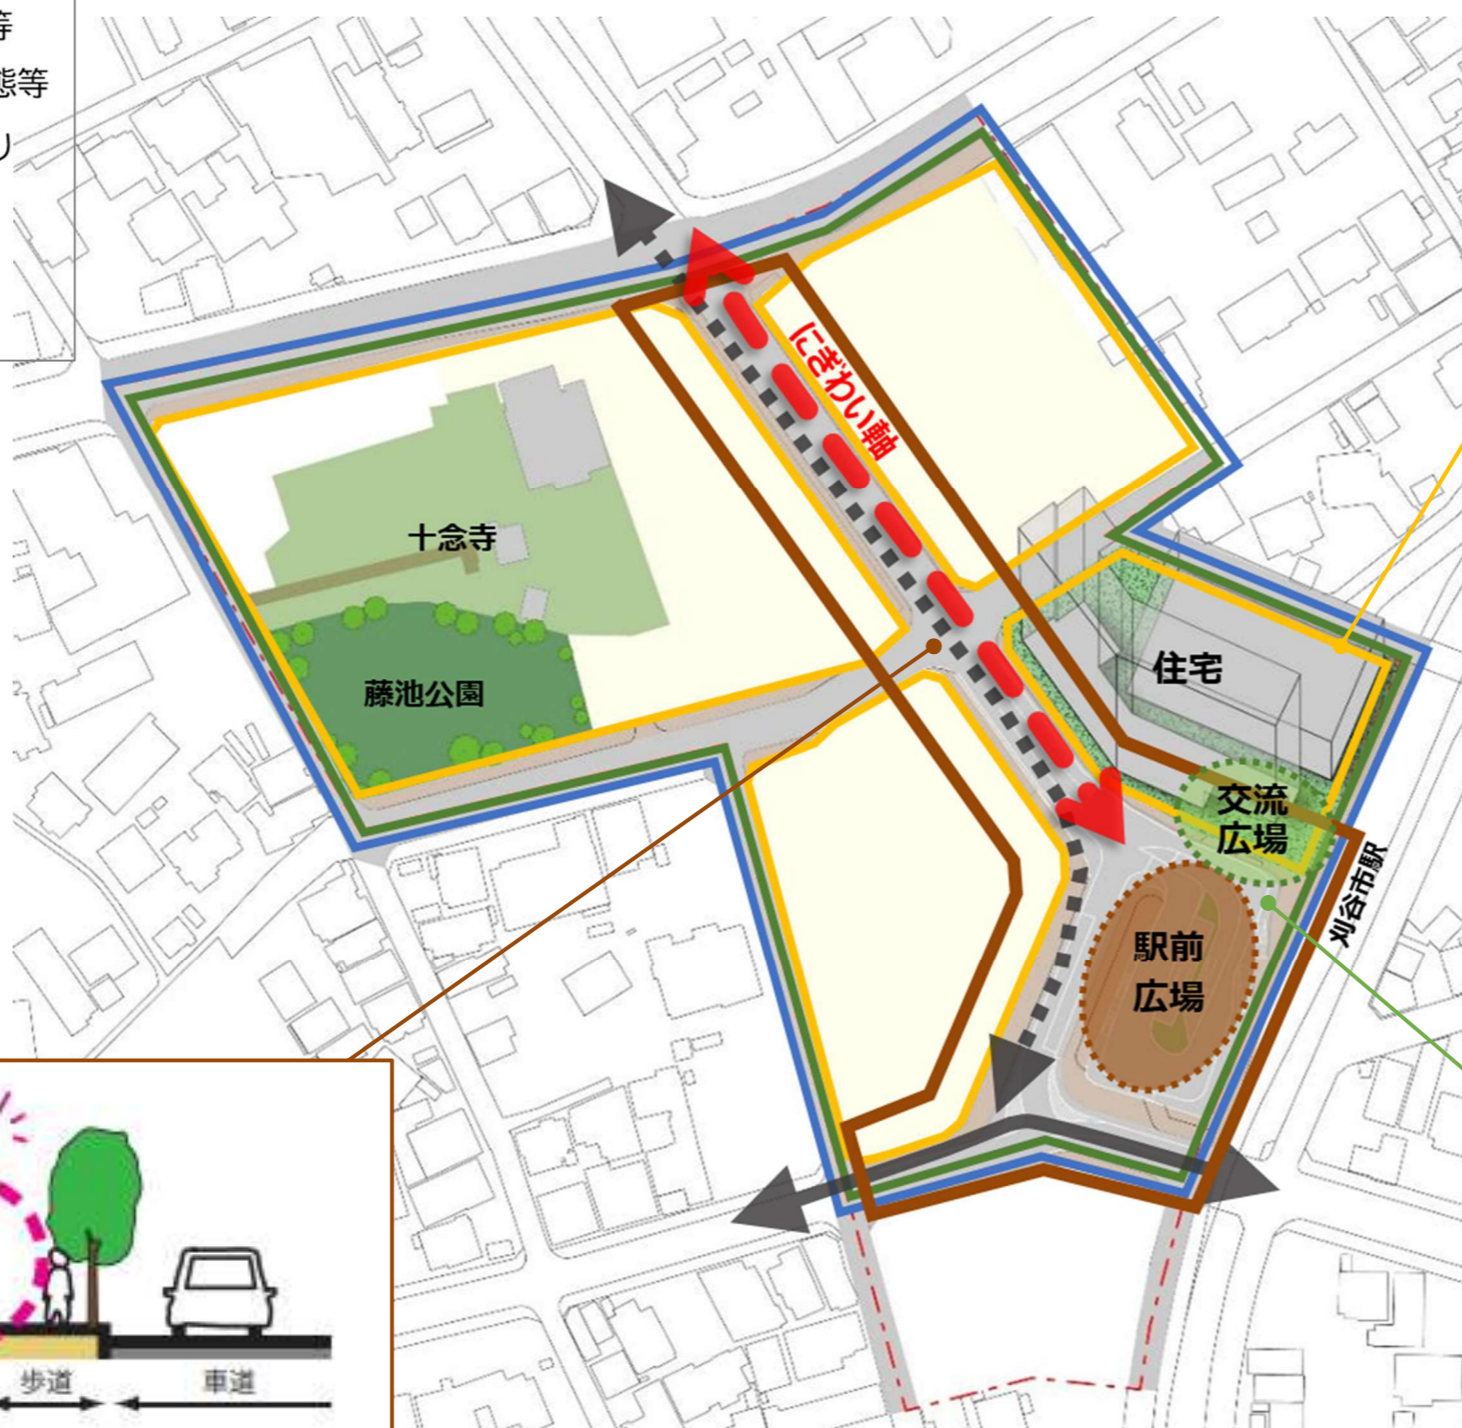 等
態等
り
にぎわい軸
十念寺
藤池公園
住宅
交流
広場
刈谷市駅
駅前
広場
歩道
車道